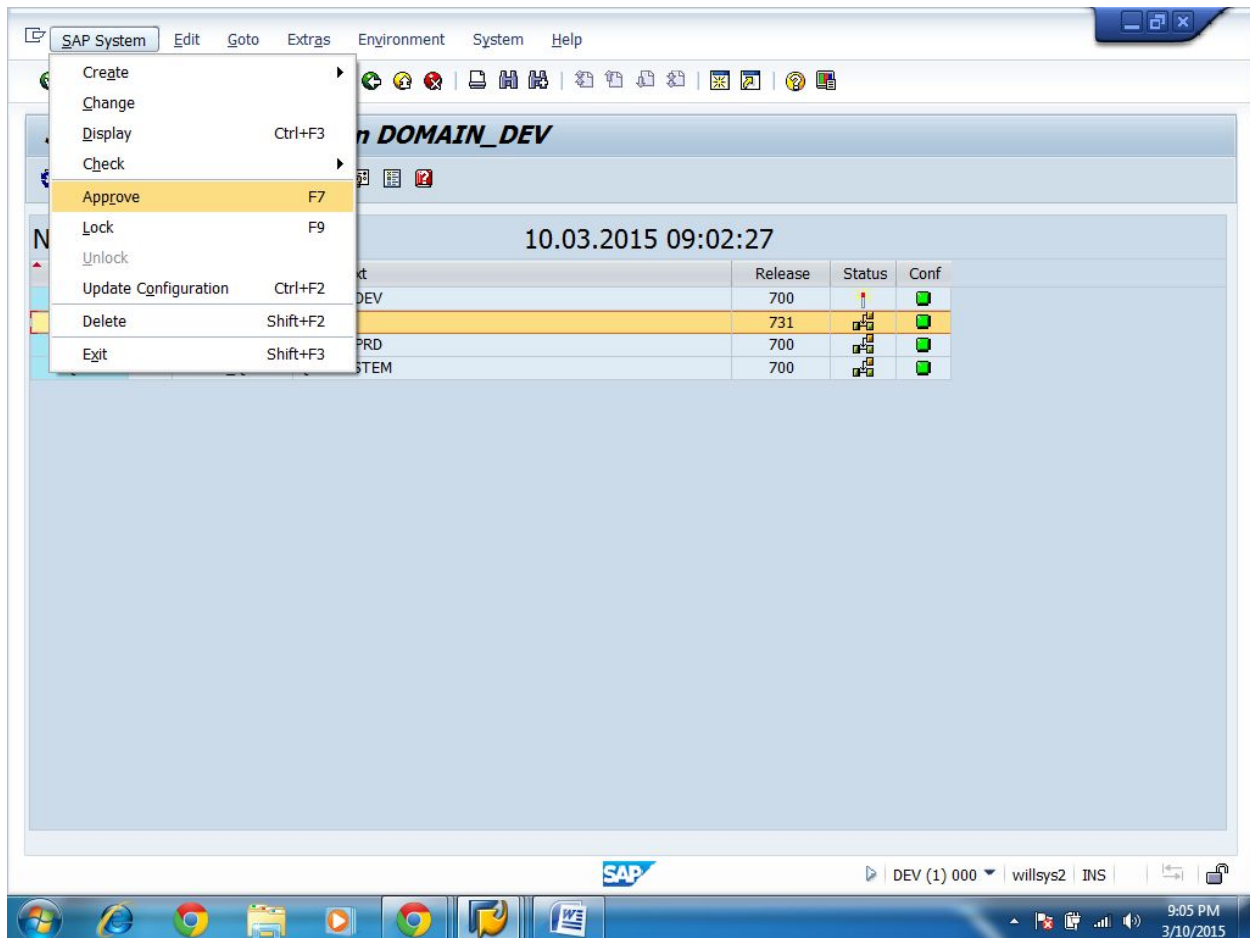 SAP System Edit Goto Extras Environment System Help
Create
Change
Display Ctrl+F3
Check
Approve F7
Lock F9
Unlock
Update Configuration Ctrl+F2
Delete Shift+F2
Exit Shift+F3
DOMAIN_DEV
10.03.2015 09:02:27
Release Status Conf
DEV 700
731
PRD 700
700
SAP DEV (1) 000 willsys2 INS
9:05 PM
3/10/2015